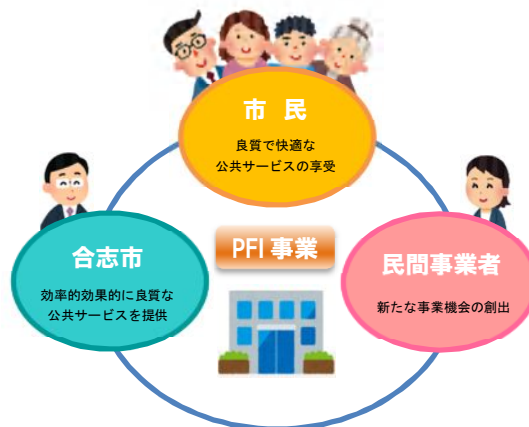 市 民
良質で快適な
公共サービスの享受
合志市
効率的効果的に良質な
公共サービスを提供
PFI 事業
民間事業者
新たな事業機会の創出